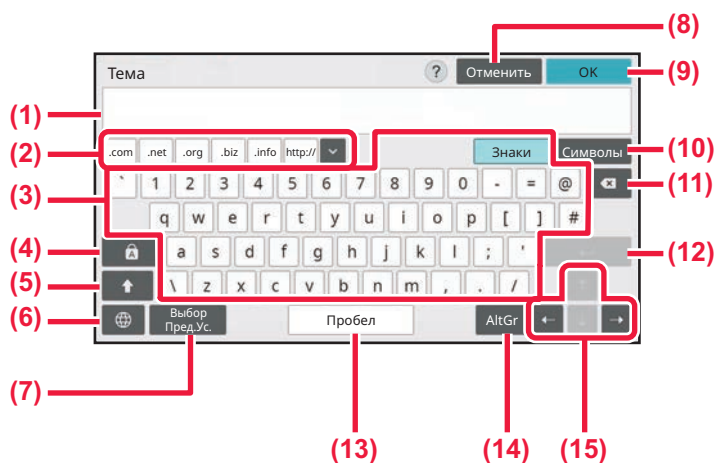 (8)
Тема ? Отменить OK (9)
(1)
(2) .com .net .org .biz .info http:// Знаки Символы (10)
(3) ` 1 2 3 4 5 6 7 8 9 0 - = @ (11)
q w e r t y u i o p [ ] #
(4) A a s d f g h j k l ; ' ← (12)
(5) ↑ \ z x c v b n m , . / ↑
(6) Выбор
Пред.Ус. Пробел AltGr ← ↓ →
(7)
(13) (14) (15)